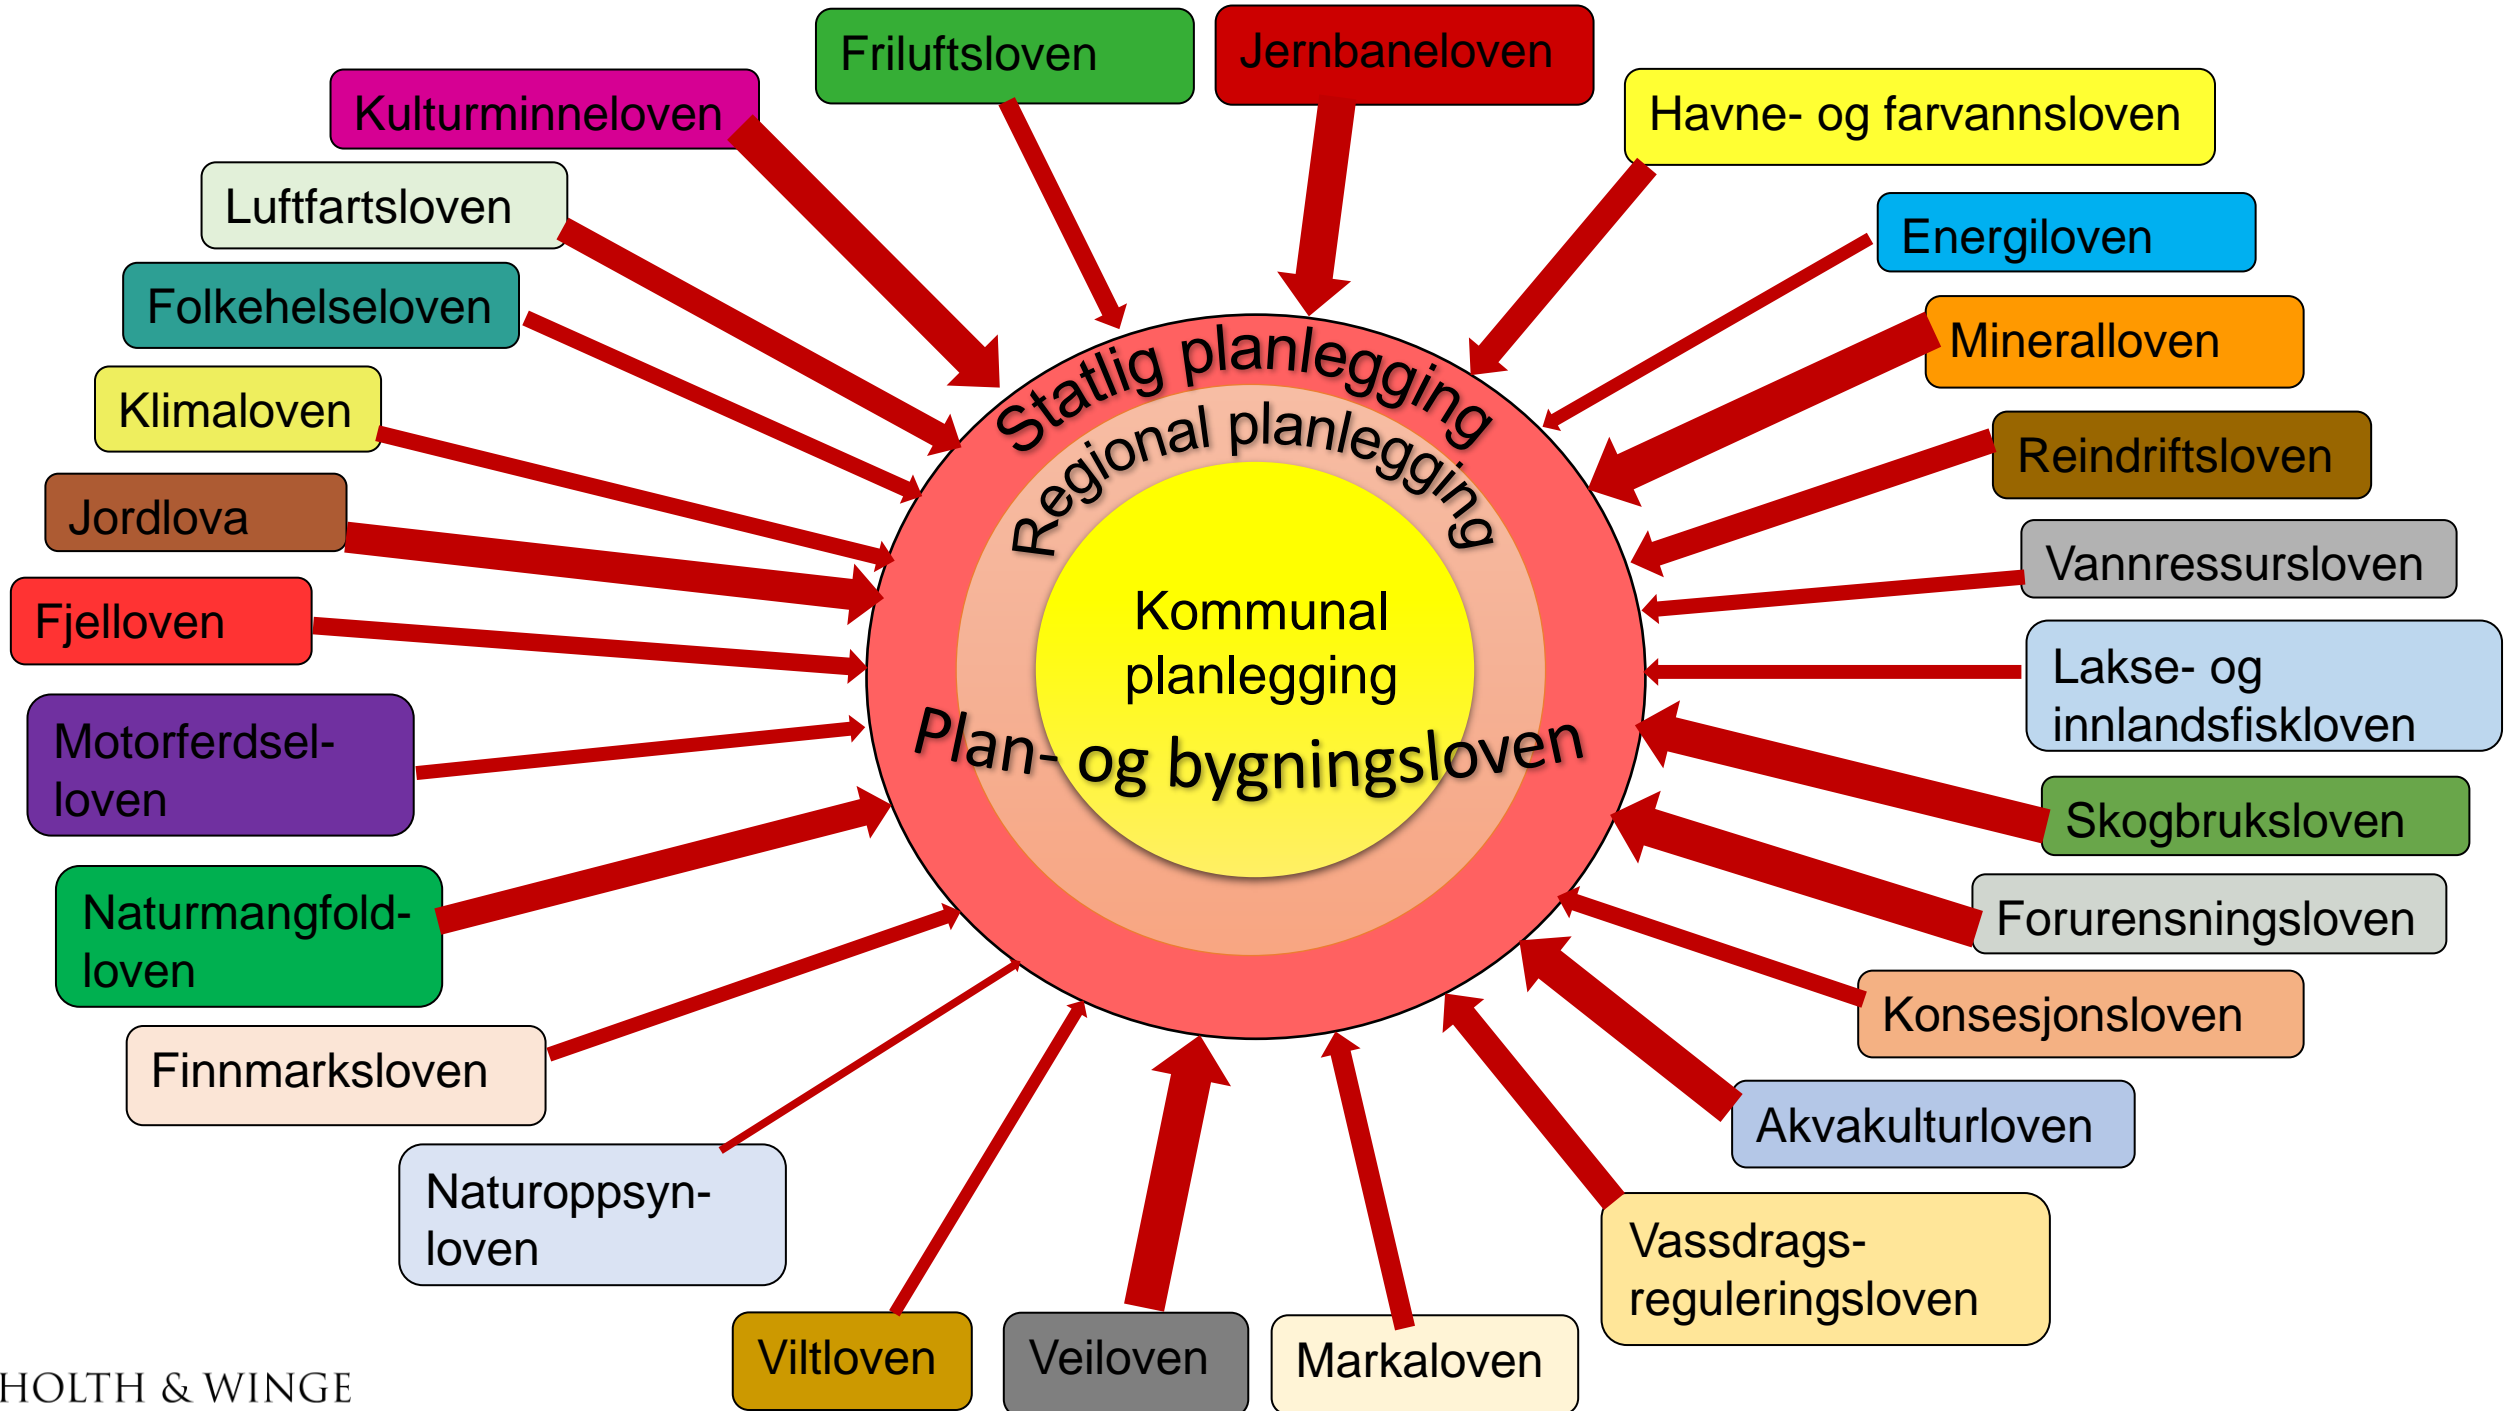 Friluftsloven
Jernbaneloven
Kulturminneloven
Havne- og farvannsloven
Luftfartsloven
Energiloven
Folkehelseloven
Mineralloven
Klimaloven
Reindriftsloven
Jordlova
Vannressursloven
Fjelloven
Lakse- og
innlandsfiskloven
Motorferdsel-
loven
Skogbruksloven
Naturmangfold-
loven
Forurensningsloven
Finnmarksloven
Konsesjonsloven
Naturoppsyn-
loven
Akvakulturloven
Vassdrags-
reguleringsloven
Viltloven
Veiloven
Markaloven
Statlig planlegging
Regional planlegging
Kommunal
planlegging
Plan- og bygningsloven
HOLTH & WINGE